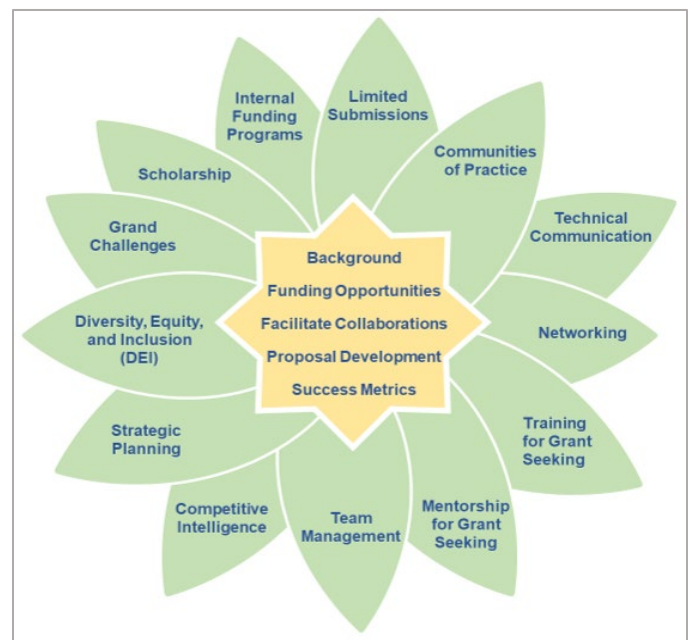 Limited
Submissions
Communities
of Practice
Technical
Communication
Networking
Training
for Grant
Seeking
Mentorship
for Grant
Seeking
Team
Management
Competitive
Intelligence
Strategic
Planning
Diversity, Equity,
and Inclusion
(DEI)
Grand
Challenges
Scholarship
Internal
Funding
Programs
Background
Funding Opportunities
Facilitate Collaborations
Proposal Development
Success Metrics